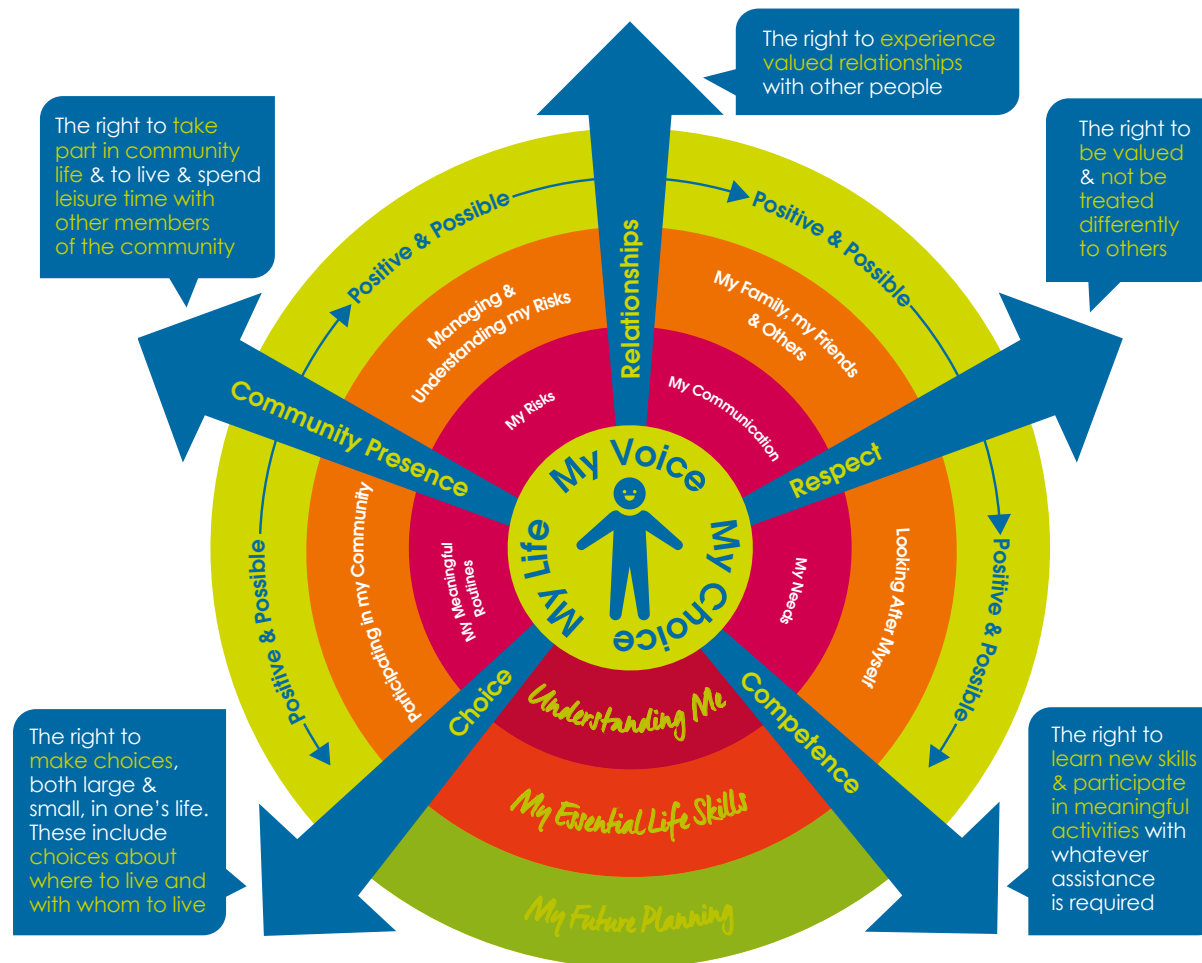 The right to experience
valued relationships
with other people
The right to take
part in community
life & to live & spend
leisure time with
other members
of the community
The right to
be valued
& not be
treated
differently
to others
Positive & Possible
Positive & Possible
Relationships
Managing &
Understanding my Risks
My Family, my Friends
& Others
My Risks
My Communication
Community Presence
Respect
My Voice
My Choice
My Life
Positive & Possible
Participating in my Community
My Meaningful
Routines
My Needs
Looking After Myself
Positive & Possible
Choice
Competence
Understanding Me
My Essential Life Skills
My Future Planning
The right to
make choices,
both large &
small, in one’s life.
These include
choices about
where to live and
with whom to live
The right to
learn new skills
& participate
in meaningful
activities with
whatever
assistance
is required